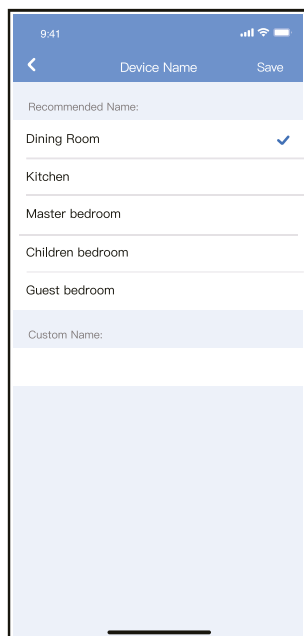 9:41
Device Name Save
Recommended Name:
Dining Room
Kitchen
Master bedroom
Children bedroom
Guest bedroom
Custom Name: